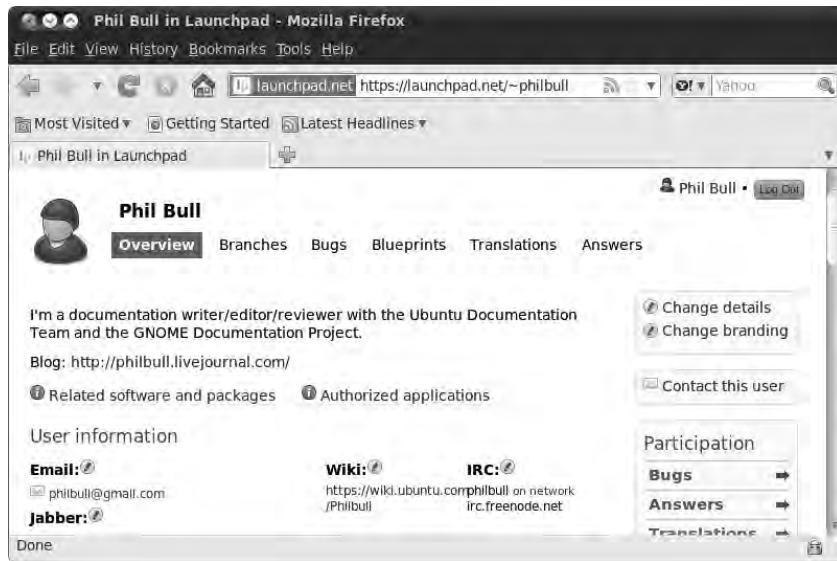 Phil Bull in Launchpad - Mozilla Firefox
File Edit View History Bookmarks Tools Help
launchpad.net https://launchpad.net/~philbull Yahoo
Most Visited Getting Started Latest Headlines
Phil Bull in Launchpad
Phil Bull • Log Out
Phil Bull
Overview Branches Bugs Blueprints Translations Answers
I'm a documentation writer/editor/reviewer with the Ubuntu Documentation
Team and the GNOME Documentation Project.
Change details
Change branding
Blog: http://philbull.livejournal.com/
Contact this user
Related software and packages Authorized applications
User information
Participation
Email: Wiki: IRC:
Bugs
philbull@gmail.com https://wiki.ubuntu.com philbull on network
/Philbull irc.freenode.net
Answers
Jabber:
Translations
Done